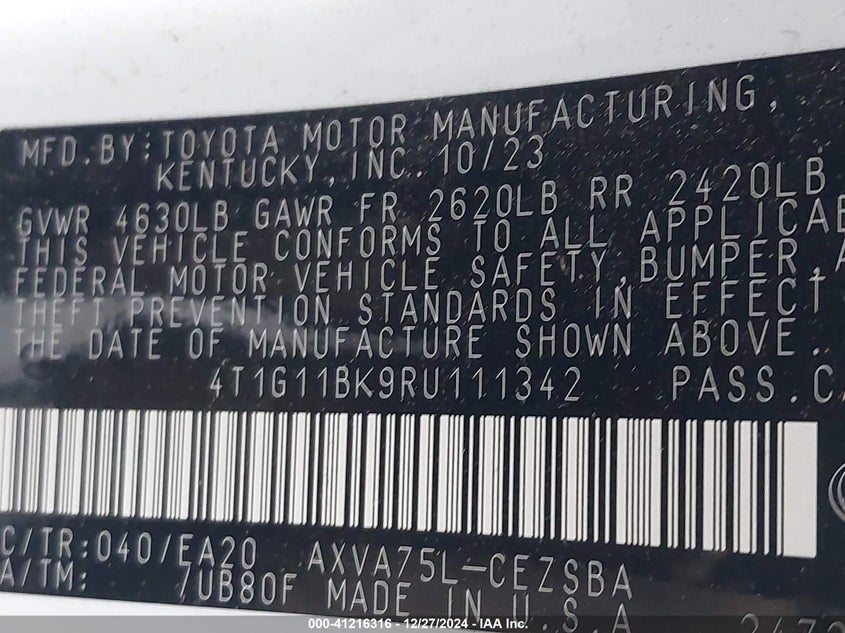 MFD.BY:TOYOTA MOTOR MANUFACTURING,
KENTUCKY, INC. 10/23
GVWR 4630LB GAWR FR 2620LB RR 2420LB
THIS VEHICLE CONFORMS TO ALL APPLICAB
FEDERAL MOTOR VEHICLE SAFETY, BUMPER, A
THEFT PREVENTION STANDARDS IN EFFECT
THE DATE OF MANUFACTURE SHOWN ABOVE.
4T1G11BK9RU111342 PASS.CA
C/TR:040/EA20 AXVA75L-CEZSBA
A/TM: /UB80F MADE IN U.S.A
000-41216316 - 12/27/2024 - IAA Inc.